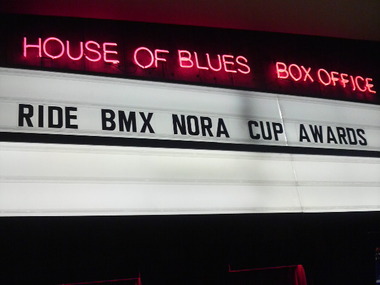 HOUSE OF BLUES BOX OFFICE
RIDE BMX NORA CUP AWARDS